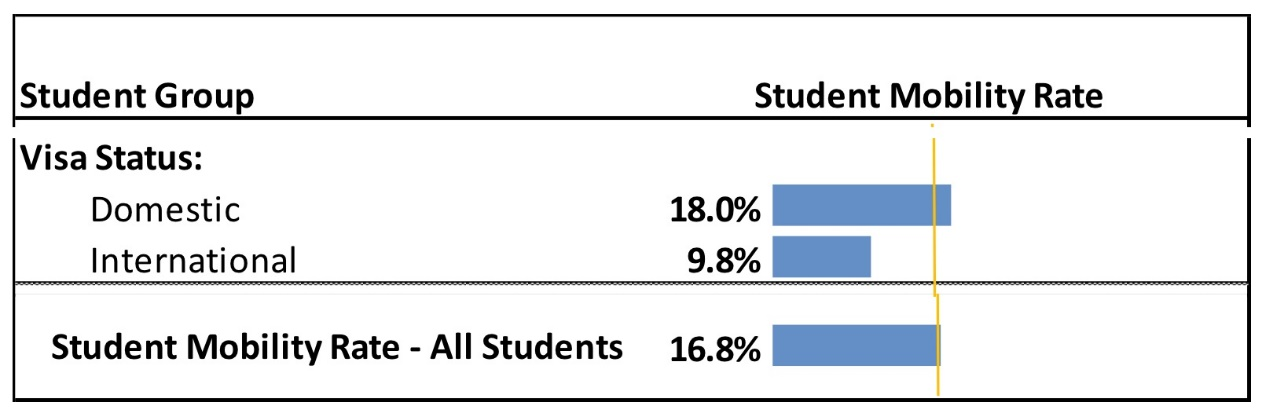 Student Group Student Mobility Rate
Visa Status:
Domestic 18.0%
International 9.8%
Student Mobility Rate - All Students 16.8%